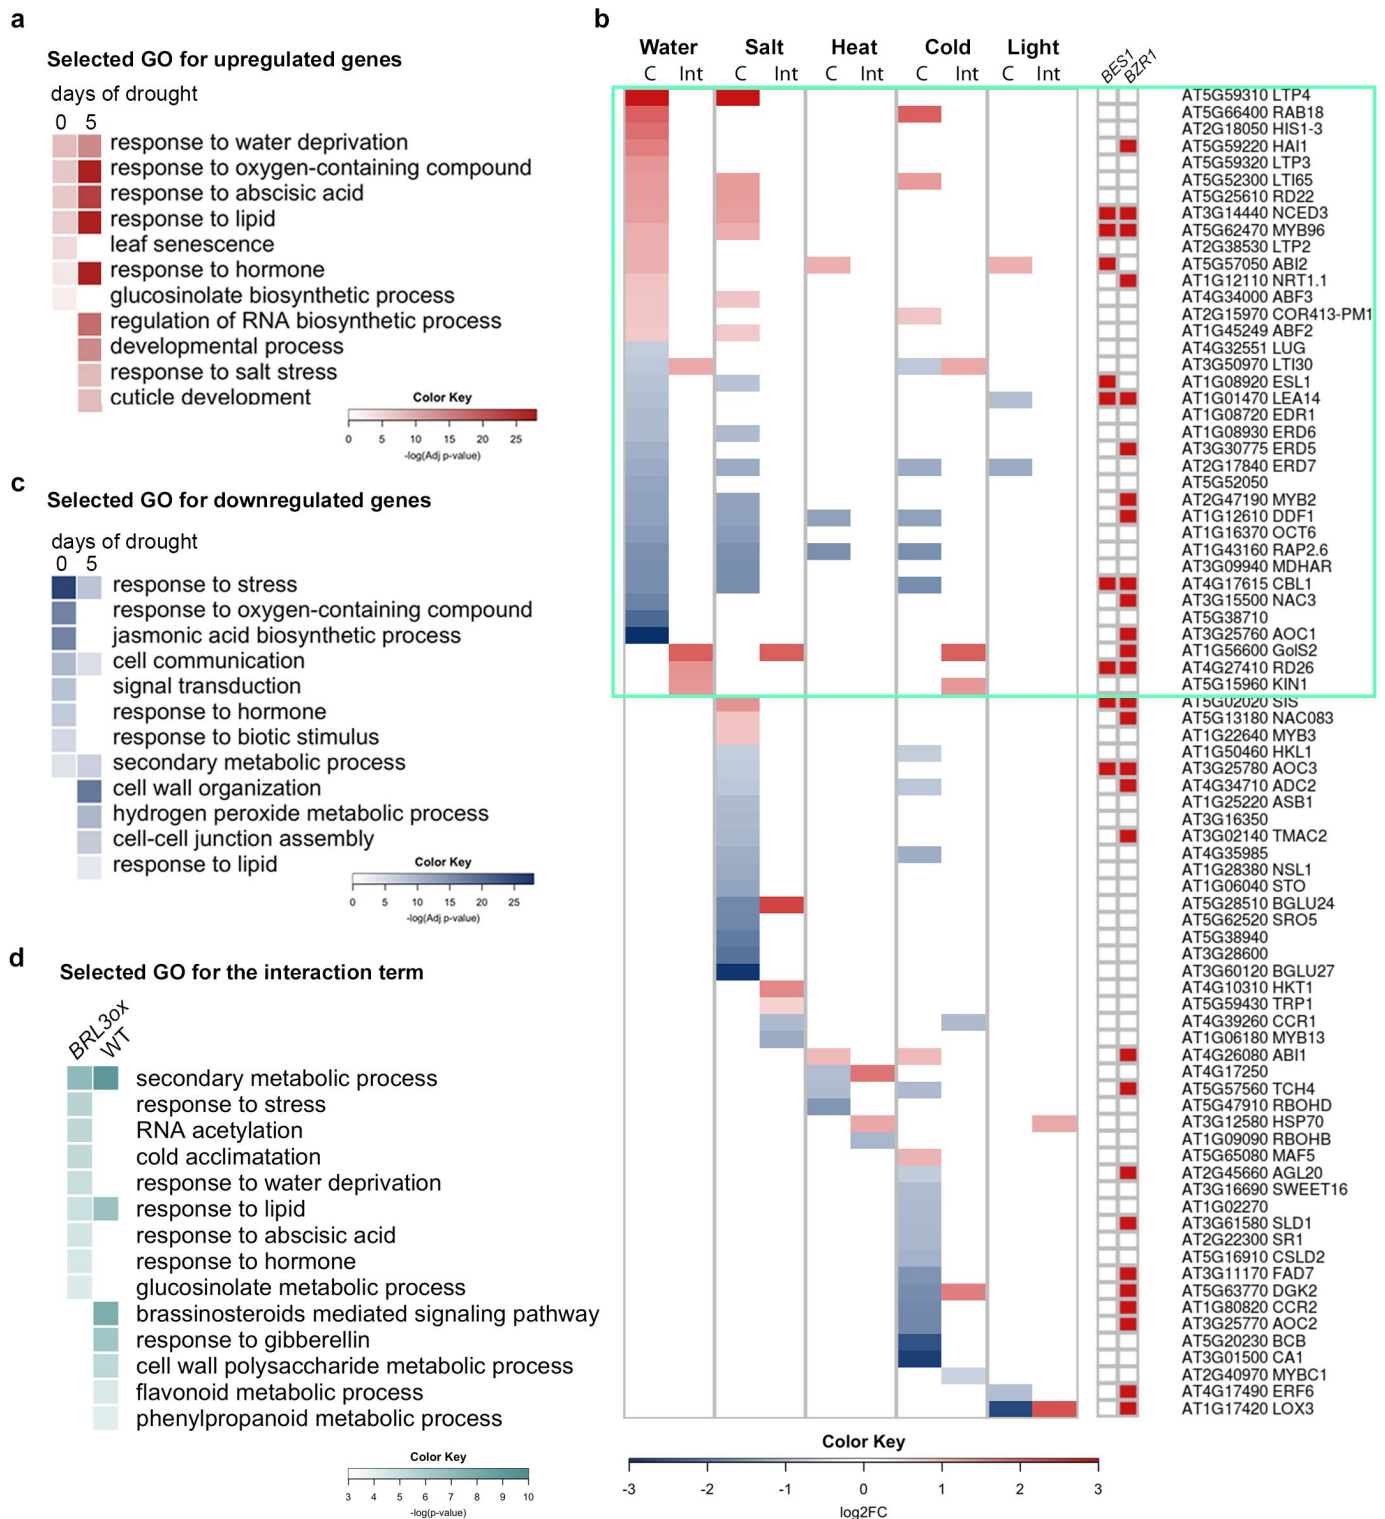 a
Selected GO for upregulated genes
days of drought
0 5
response to water deprivation
response to oxygen-containing compound
response to abscisic acid
response to lipid
leaf senescence
response to hormone
glucosinolate biosynthetic process
regulation of RNA biosynthetic process
developmental process
response to salt stress
cuticle development
Color Key
0 5 10 15 20 25
-log(Adj p-value)
c
Selected GO for downregulated genes
days of drought
0 5
response to stress
response to oxygen-containing compound
jasmonic acid biosynthetic process
cell communication
signal transduction
response to hormone
response to biotic stimulus
secondary metabolic process
cell wall organization
hydrogen peroxide metabolic process
cell-cell junction assembly
response to lipid
Color Key
0 5 10 15 20 25
-log(Adj p-value)
d
Selected GO for the interaction term
BRL3ox
WT
secondary metabolic process
response to stress
RNA acetylation
cold acclimatation
response to water deprivation
response to lipid
response to abscisic acid
response to hormone
glucosinolate metabolic process
brassinosteroids mediated signaling pathway
response to gibberellin
cell wall polysaccharide metabolic process
flavonoid metabolic process
phenylpropanoid metabolic process
Color Key
3 4 5 6 7 8 9 10
-log(p-value)
b
Water Salt Heat Cold Light
C Int C Int C Int C Int C Int
BES1
BZR1
AT5G59310 LTP4
AT5G66400 RAB18
AT2G18050 HIS1-3
AT5G59220 HAI1
AT5G59320 LTP3
AT5G52300 LTI65
AT5G25610 RD22
AT3G14440 NCED3
AT5G62470 MYB96
AT2G38530 LTP2
AT5G57050 ABI2
AT1G12110 NRT1.1
AT4G34000 ABF3
AT2G15970 COR413-PM1
AT1G45249 ABF2
AT4G32551 LUG
AT3G50970 LTI30
AT1G08920 ESL1
AT1G01470 LEA14
AT1G08720 EDR1
AT1G08930 ERD6
AT3G30775 ERD5
AT2G17840 ERD7
AT5G52050
AT2G47190 MYB2
AT1G12610 DDF1
AT1G16370 OCT6
AT1G43160 RAP2.6
AT3G09940 MDHAR
AT4G17615 CBL1
AT3G15500 NAC3
AT5G38710
AT3G25760 AOC1
AT1G56600 GolS2
AT4G27410 RD26
AT5G15960 KIN1
AT5G02020 SIS
AT5G13180 NAC083
AT1G22640 MYB3
AT1G50460 HKL1
AT3G25780 AOC3
AT4G34710 ADC2
AT1G25220 ASB1
AT3G16350
AT3G02140 TMAC2
AT4G35985
AT1G28380 NSL1
AT1G06040 STO
AT5G28510 BGLU24
AT5G62520 SRO5
AT5G38940
AT3G28600
AT3G60120 BGLU27
AT4G10310 HKT1
AT5G59430 TRP1
AT4G39260 CCR1
AT1G06180 MYB13
AT4G26080 ABI1
AT4G17250
AT5G57560 TCH4
AT5G47910 RBOHD
AT3G12580 HSP70
AT1G09090 RBOHB
AT5G65080 MAF5
AT2G45660 AGL20
AT3G16690 SWEET16
AT1G02270
AT3G61580 SLD1
AT2G22300 SR1
AT5G16910 CSLD2
AT3G11170 FAD7
AT5G63770 DGK2
AT1G80820 CCR2
AT3G25770 AOC2
AT5G20230 BCB
AT3G01500 CA1
AT2G40970 MYBC1
AT4G17490 ERF6
AT1G17420 LOX3
Color Key
-3 -2 -1 0 1 2 3
log2FC